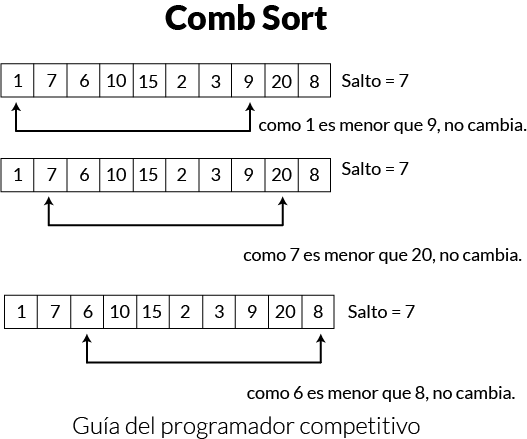 Comb Sort
1 7 6 10 15 2 3 9 20 8 Salto = 7
como 1 es menor que 9, no cambia.
1 7 6 10 15 2 3 9 20 8 Salto = 7
como 7 es menor que 20, no cambia.
1 7 6 10 15 2 3 9 20 8 Salto = 7
como 6 es menor que 8, no cambia.
Guía del programador competitivo